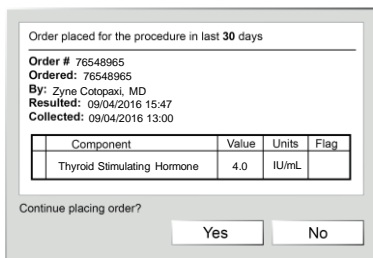 Order placed for the procedure in last 30 days
Order # 76548965
Ordered: 76548965
By: Zyne Cotopaxi, MD
Resulted: 09/04/2016 15:47
Collected: 09/04/2016 13:00
Component Value Units Flag
Thyroid Stimulating Hormone 4.0 IU/mL
Continue placing order?
Yes No